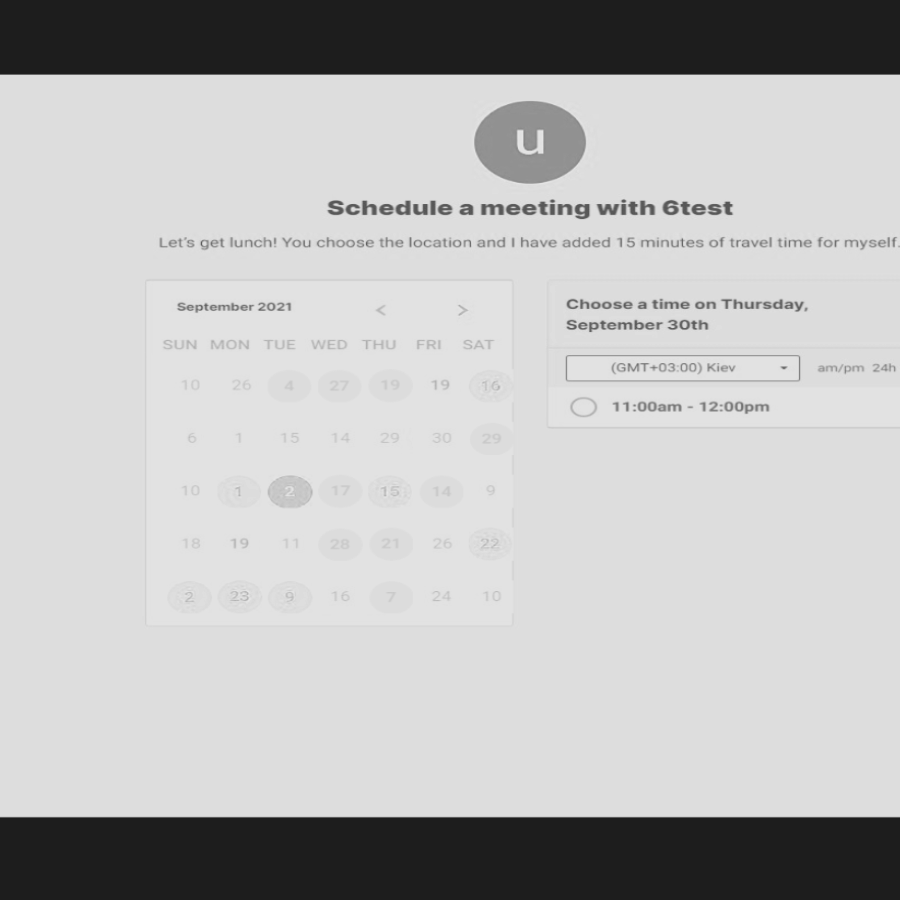 u
Schedule a meeting with 6test
Let's get lunch! You choose the location and I have added 15 minutes of travel time for myself.
September 2021 < >
SUN MON TUE WED THU FRI SAT
10 26 4 27 19 19 16
6 1 15 14 29 30 29
10 1 2 17 15 14 9
18 19 11 28 21 26 22
2 23 9 16 7 24 10
Choose a time on Thursday,
September 30th
(GMT+03:00) Kiev am/pm 24h
11:00am - 12:00pm